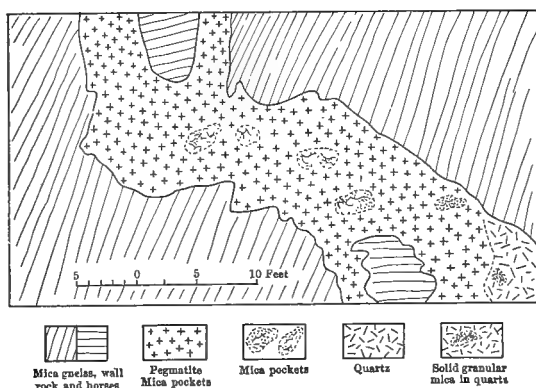 5 0 5 10 Feet
Mica gneiss, wall
rock and horses
Pegmatite
Mica pockets
Mica pockets
Quartz
Solid granular
mica in quartz